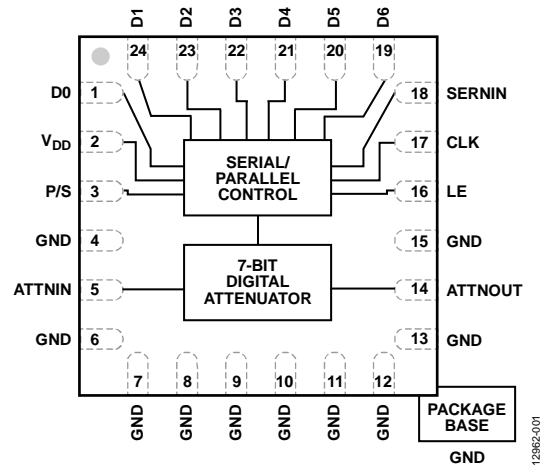 D1 D2 D3 D4 D5 D6
24 23 22 21 20 19
D0 1 18 SERNIN
VDD 2 17 CLK
P/S 3 16 LE
SERIAL/
PARALLEL
CONTROL
GND 4 15 GND
7-BIT
DIGITAL
ATTENUATOR
ATTNIN 5 14 ATTNOUT
GND 6 13 GND
7 8 9 10 11 12
GND GND GND GND GND GND
PACKAGE
BASE
GND
12962-001